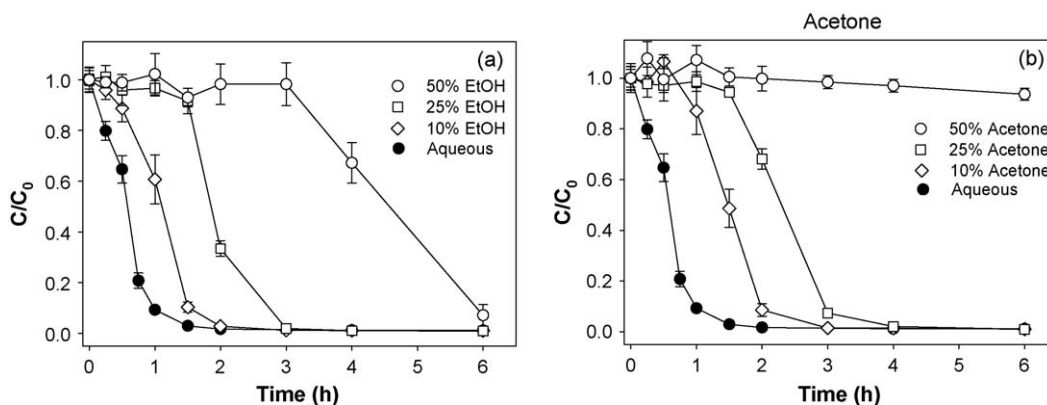 Acetone
(a)
50% EtOH
25% EtOH
10% EtOH
Aqueous
C/C0
1.0
0.8
0.6
0.4
0.2
0.0
0 1 2 3 4 5 6
Time (h)
(b)
50% Acetone
25% Acetone
10% Acetone
Aqueous
C/C0
1.0
0.8
0.6
0.4
0.2
0.0
0 1 2 3 4 5 6
Time (h)